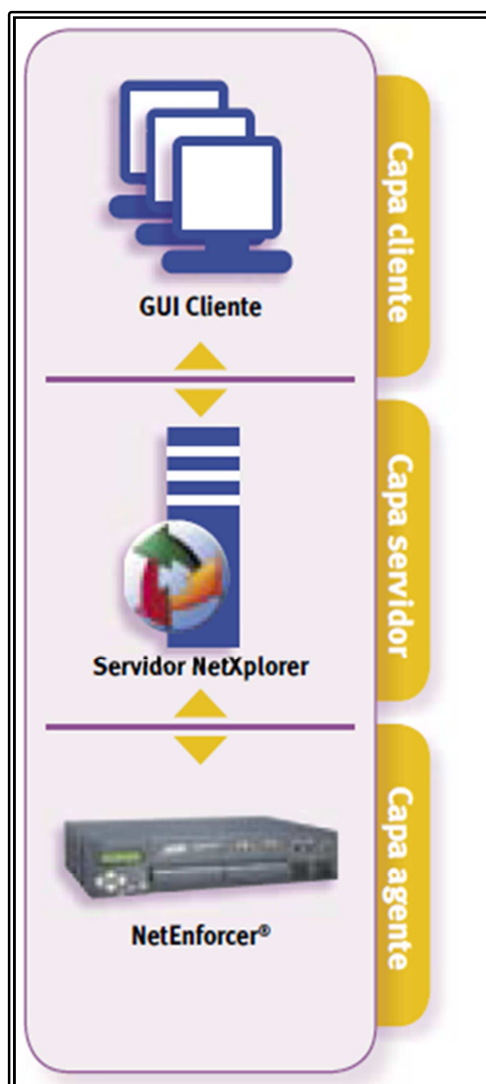 GUI Cliente
Capa cliente
Servidor NetXplorer
Capa servidor
NetEnforcer®
Capa agente